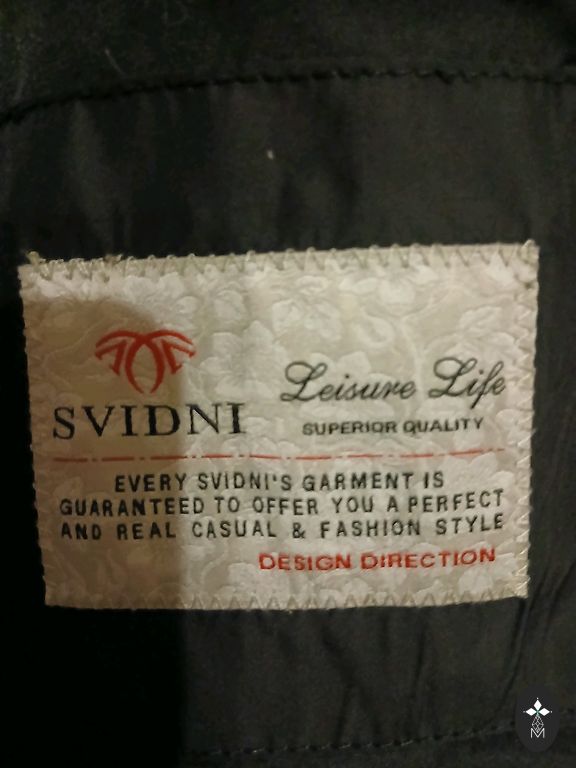 SVIDNI
Leisure Life
SUPERIOR QUALITY
EVERY SVIDNI'S GARMENT IS
GUARANTEED TO OFFER YOU A PERFECT
AND REAL CASUAL & FASHION STYLE
DESIGN DIRECTION
M